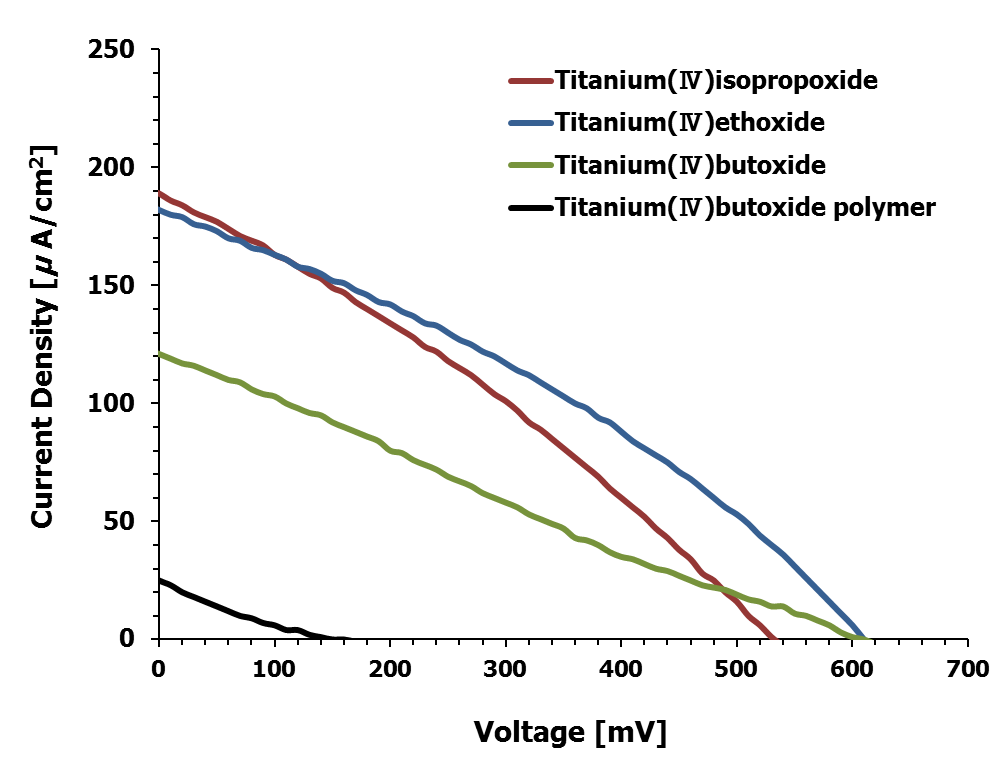 250
200
150
100
50
0
0 100 200 300 400 500 600 700
Current Density [μ A/cm²]
Voltage [mV]
Titanium(Ⅳ)isopropoxide
Titanium(Ⅳ)ethoxide
Titanium(Ⅳ)butoxide
Titanium(Ⅳ)butoxide polymer